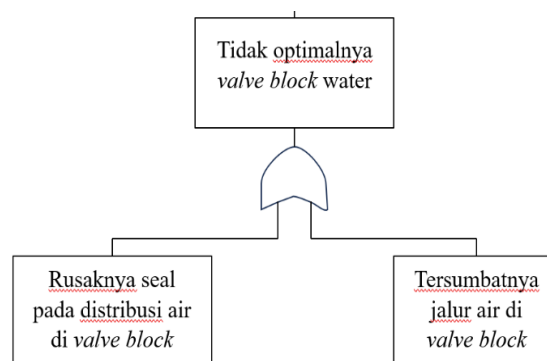 Tidak optimalnya
valve block water
Rusaknya seal
pada distribusi air
di valve block
Tersumbatnya
jalur air di
valve block